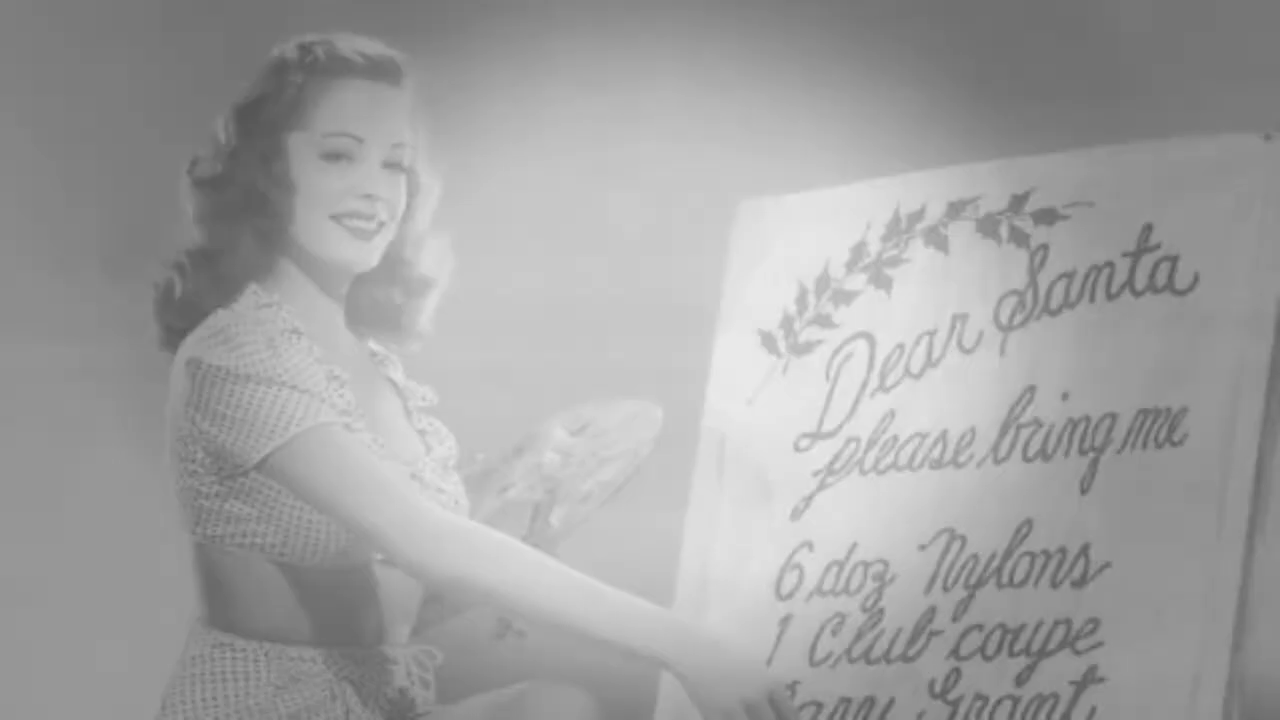 Dear Santa
please bring me
6 doz Nylons
1 Club coupe
Grant